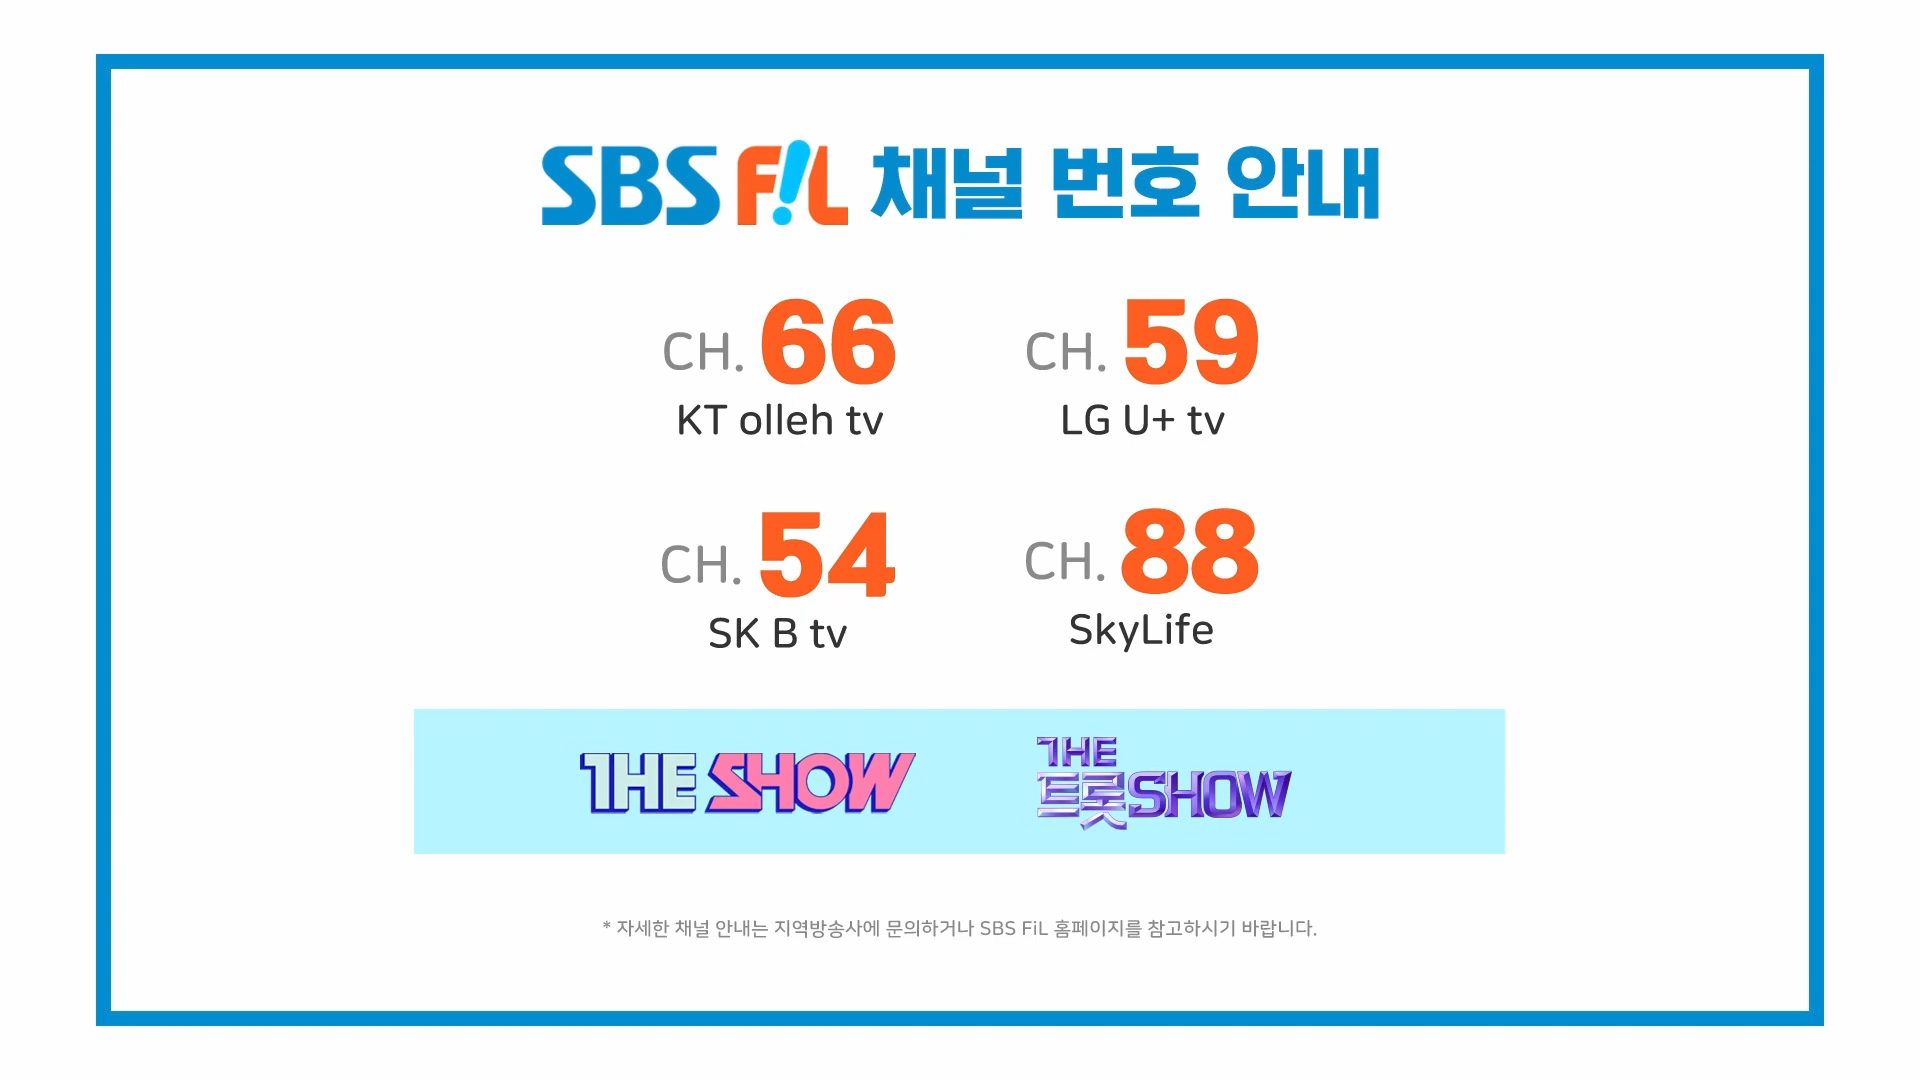 SBS F!L 채널 번호 안내
CH. 66
KT olleh tv
CH. 59
LG U+ tv
CH. 54
SK B tv
CH. 88
SkyLife
THE SHOW
THE
트롯SHOW
* 자세한 채널 안내는 지역방송사에 문의하거나 SBS FiL 홈페이지를 참고하시기 바랍니다.